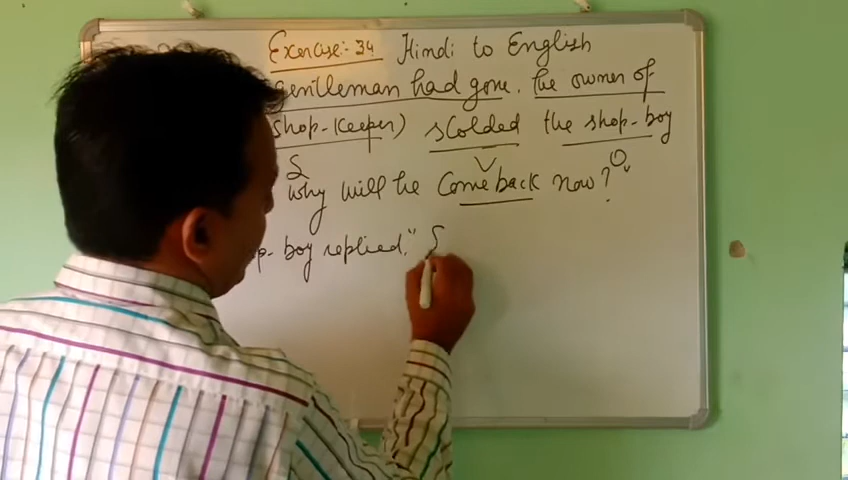 Exercise:- 34 Hindi to English
gentleman had gone, the owner of
shop-keeper) scolded the shop-boy
S V O
why will he come back now?
boy replied, "